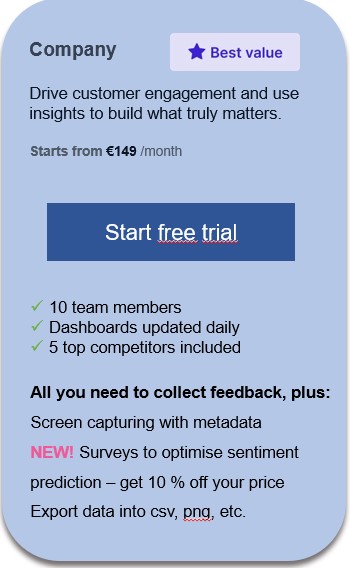 Company
Best value
Drive customer engagement and use
insights to build what truly matters.
Starts from €149 /month
Start free trial
✓ 10 team members
✓ Dashboards updated daily
✓ 5 top competitors included
All you need to collect feedback, plus:
Screen capturing with metadata
NEW! Surveys to optimise sentiment
prediction – get 10 % off your price
Export data into csv, png, etc.